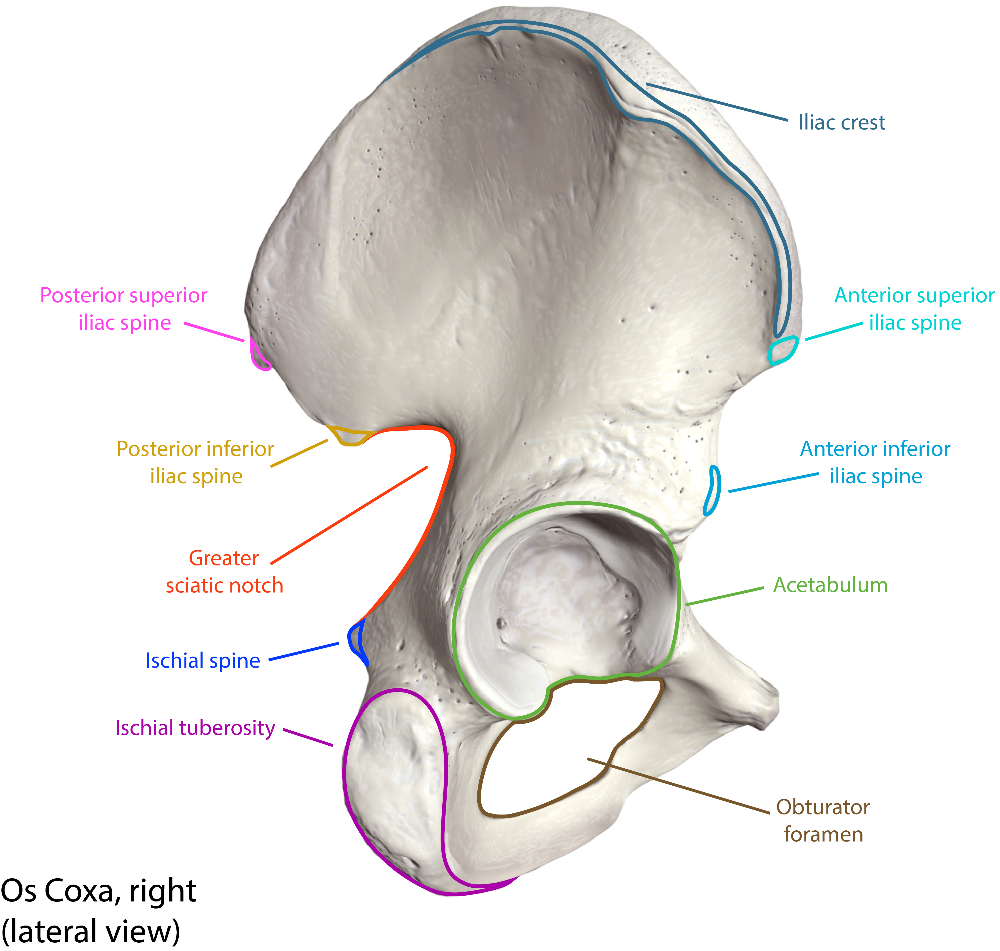 Iliac crest
Posterior superior
iliac spine
Anterior superior
iliac spine
Posterior inferior
iliac spine
Anterior inferior
iliac spine
Greater
sciatic notch
Acetabulum
Ischial spine
Ischial tuberosity
Obturator
foramen
Os Coxa, right
(lateral view)